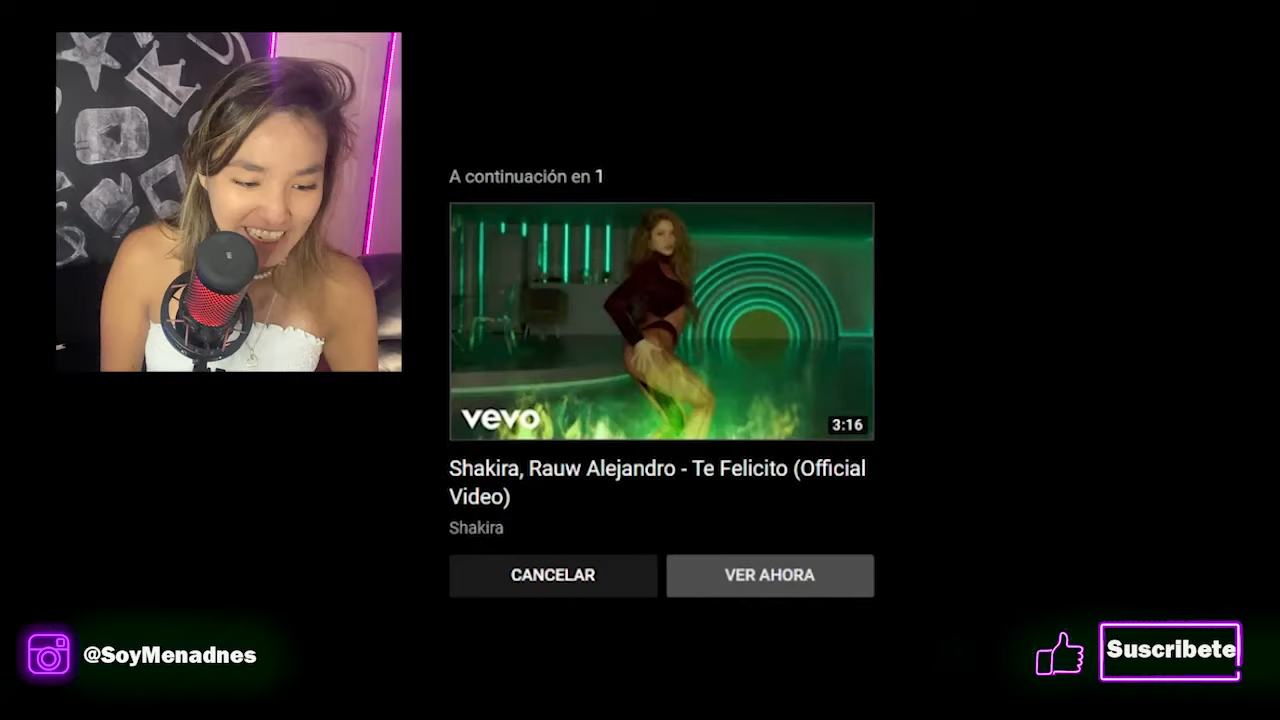 A continuación en 1
vevo
3:16
Shakira, Rauw Alejandro - Te Felicito (Official
Video)
Shakira
CANCELAR
VER AHORA
@SoyMenadnes
Suscribete